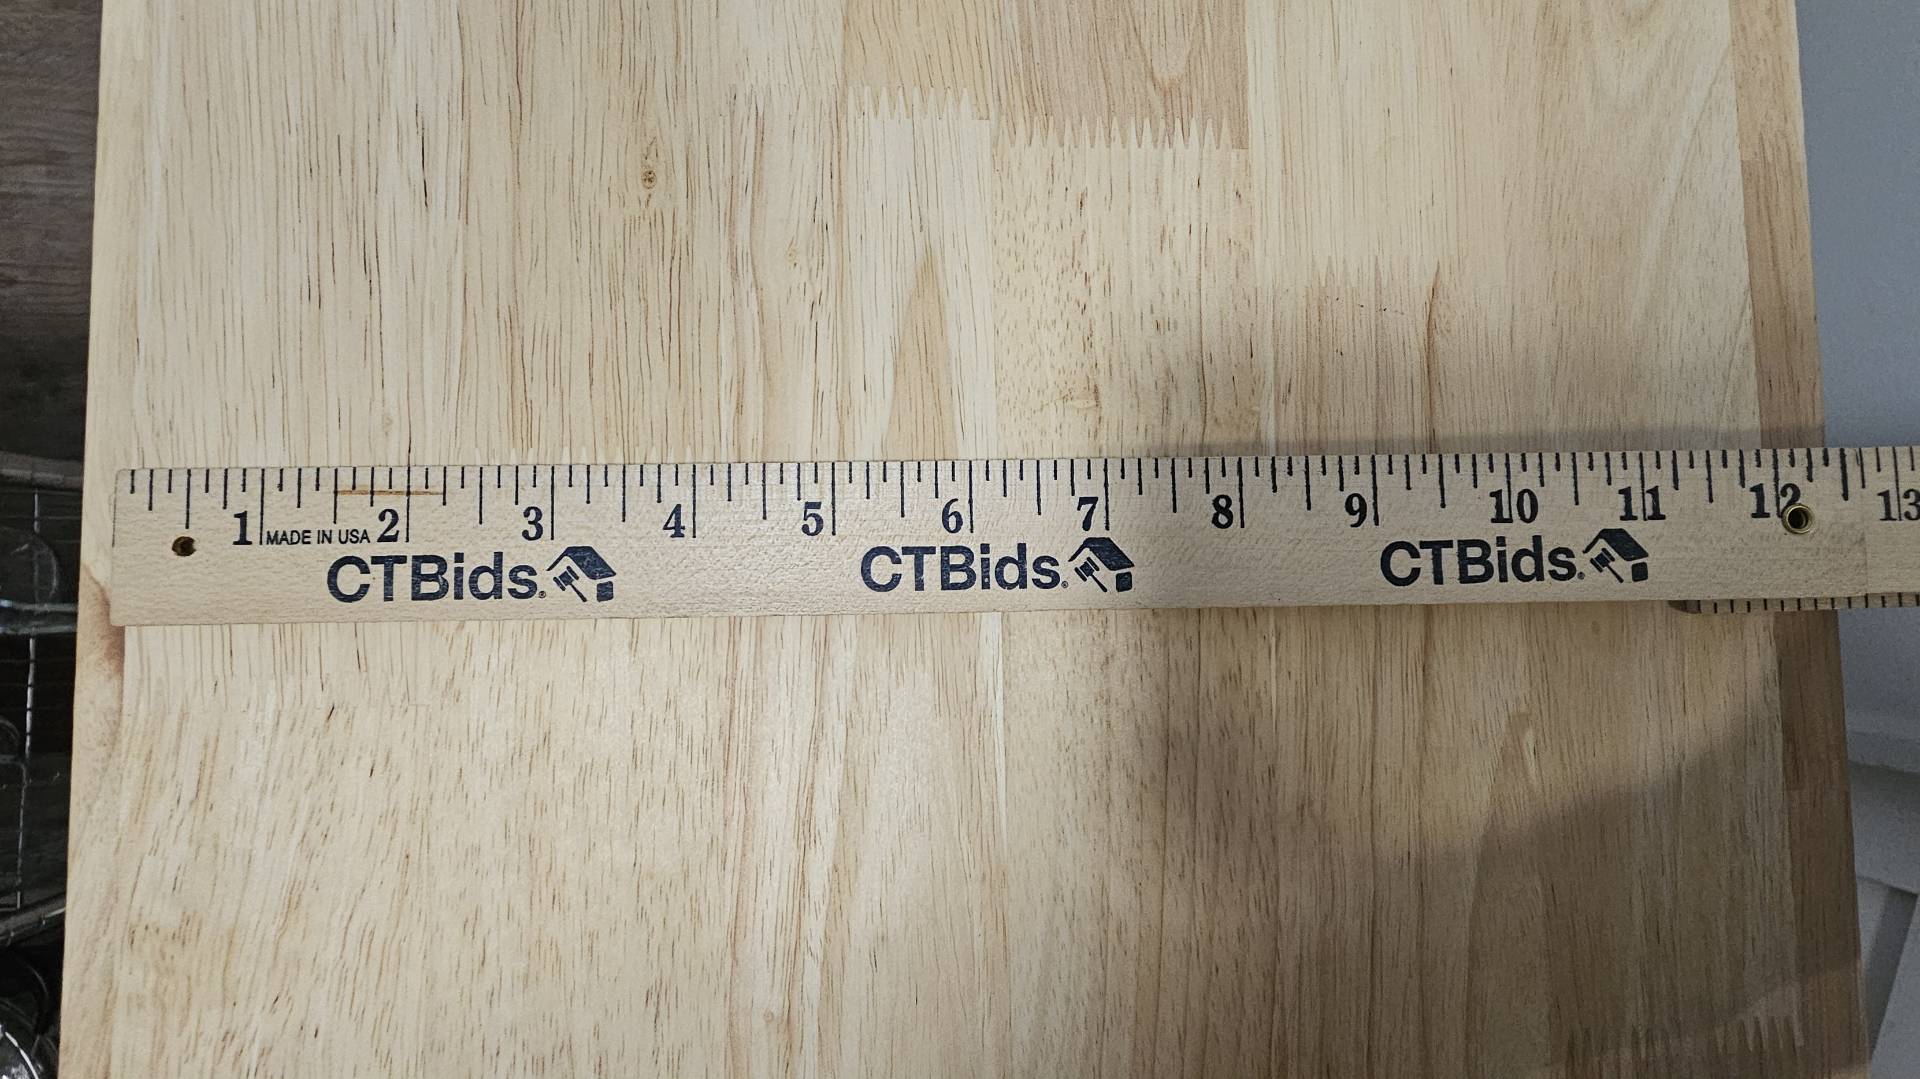 1 2 3 4 5 6 7 8 9 10 11 12 13
MADE IN USA
CTBids® CTBids® CTBids®